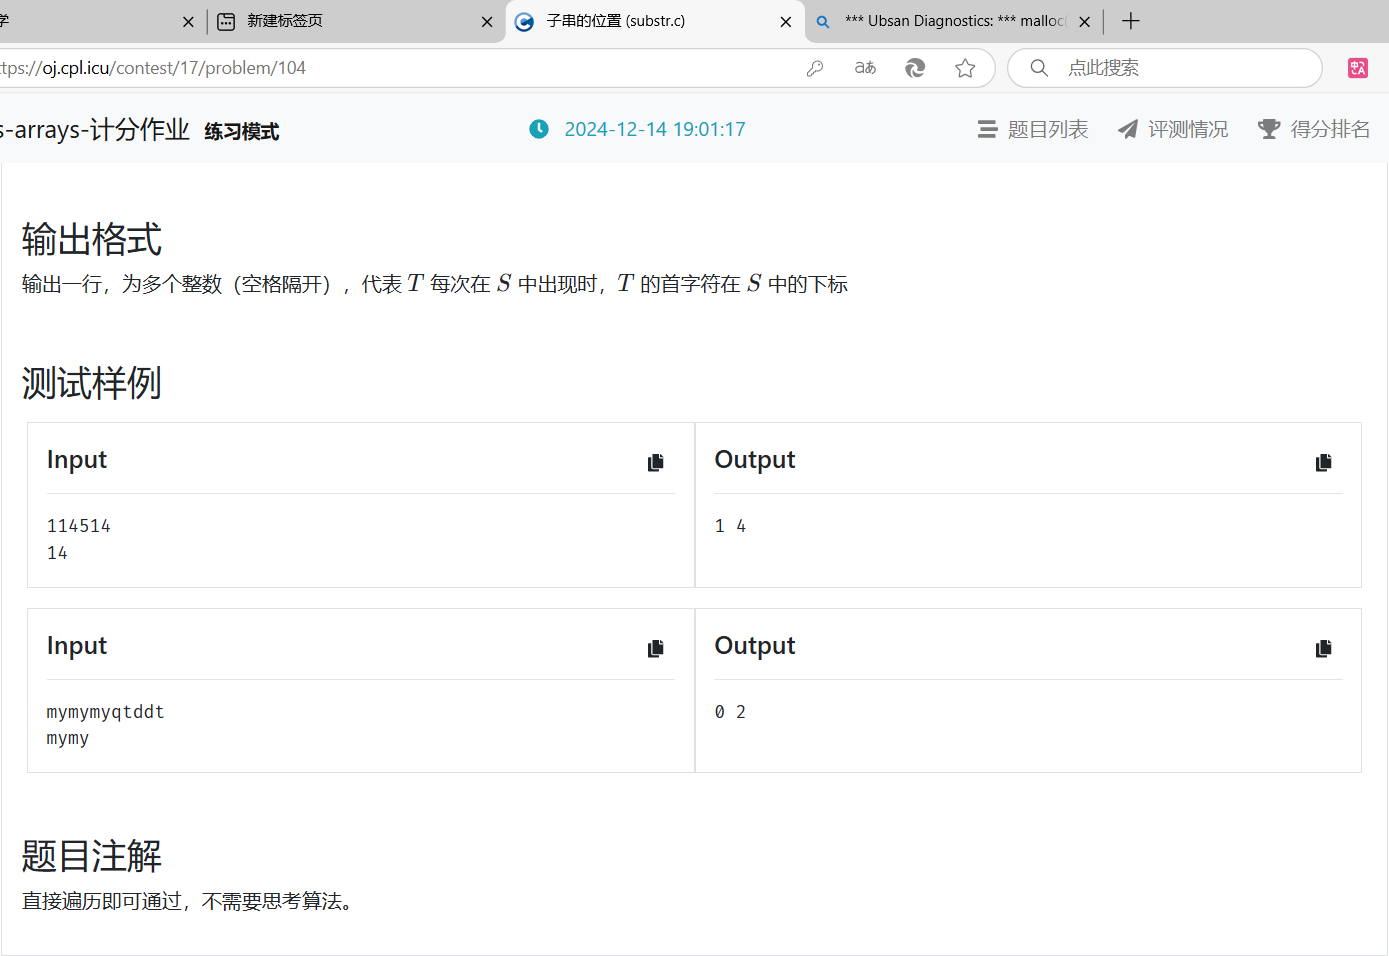 学
新建标签页
子串的位置 (substr.c)
*** Ubsan Diagnostics: *** malloc(
ttps://oj.cpl.icu/contest/17/problem/104
aあ
点此搜索
s-arrays-计分作业 练习模式
2024-12-14 19:01:17
题目列表
评测情况
得分排名
输出格式
输出一行，为多个整数（空格隔开），代表 T 每次在 S 中出现时，T 的首字符在 S 中的下标
测试样例
Input
Output
114514
14
1 4
Input
Output
mymymyqtddt
mymy
0 2
题目注解
直接遍历即可通过，不需要思考算法。